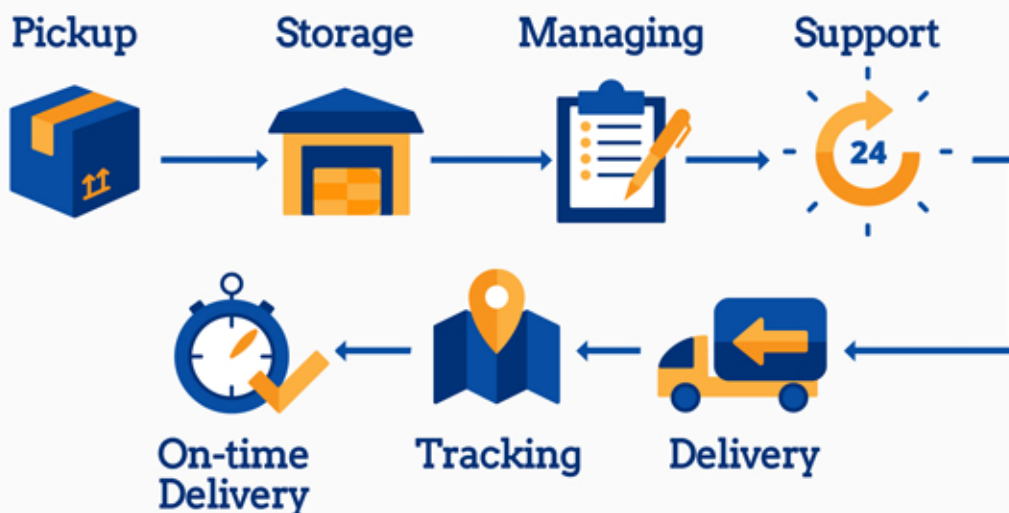 Pickup
Storage
Managing
Support
24
Delivery
Tracking
On-time
Delivery